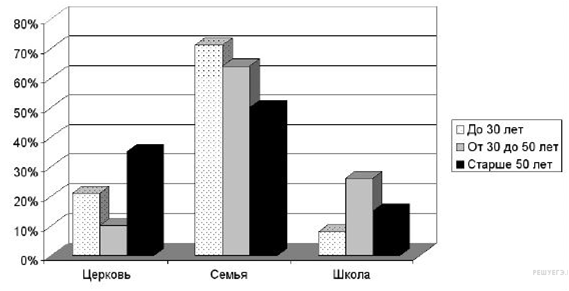 80%
70%
60%
50%
40%
30%
20%
10%
0%
Церковь Семья Школа
До 30 лет
От 30 до 50 лет
Старше 50 лет